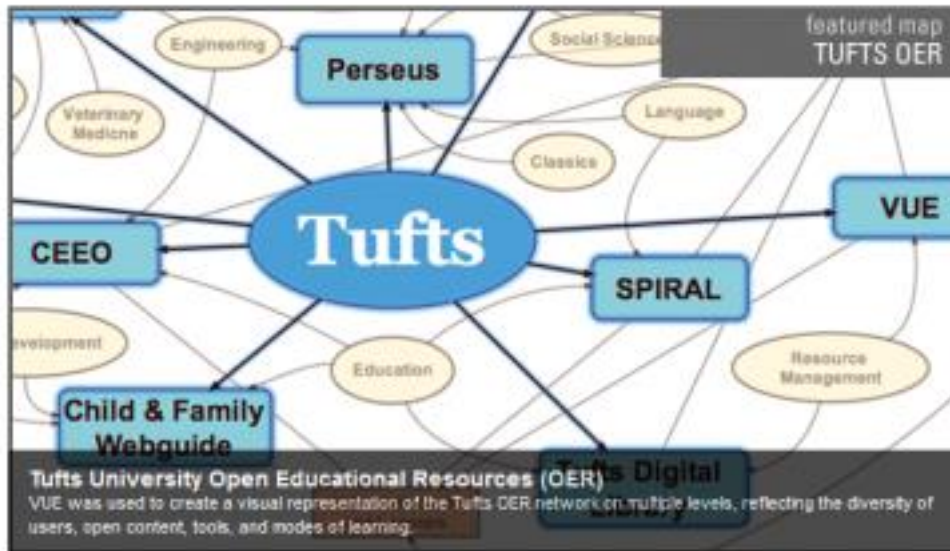 featured map
TUFTS OER
Engineering
Social Science
Perseus
Veterinary
Medicine
Language
Classics
VUE
Tufts
CEEO
SPIRAL
evelopment
Education
Resource
Management
Child & Family
Webguide
Tufts Digital
Tufts University Open Educational Resources (OER)
VUE was used to create a visual representation of the Tufts OER network on multiple levels, reflecting the diversity of
users, open content, tools, and modes of learning.